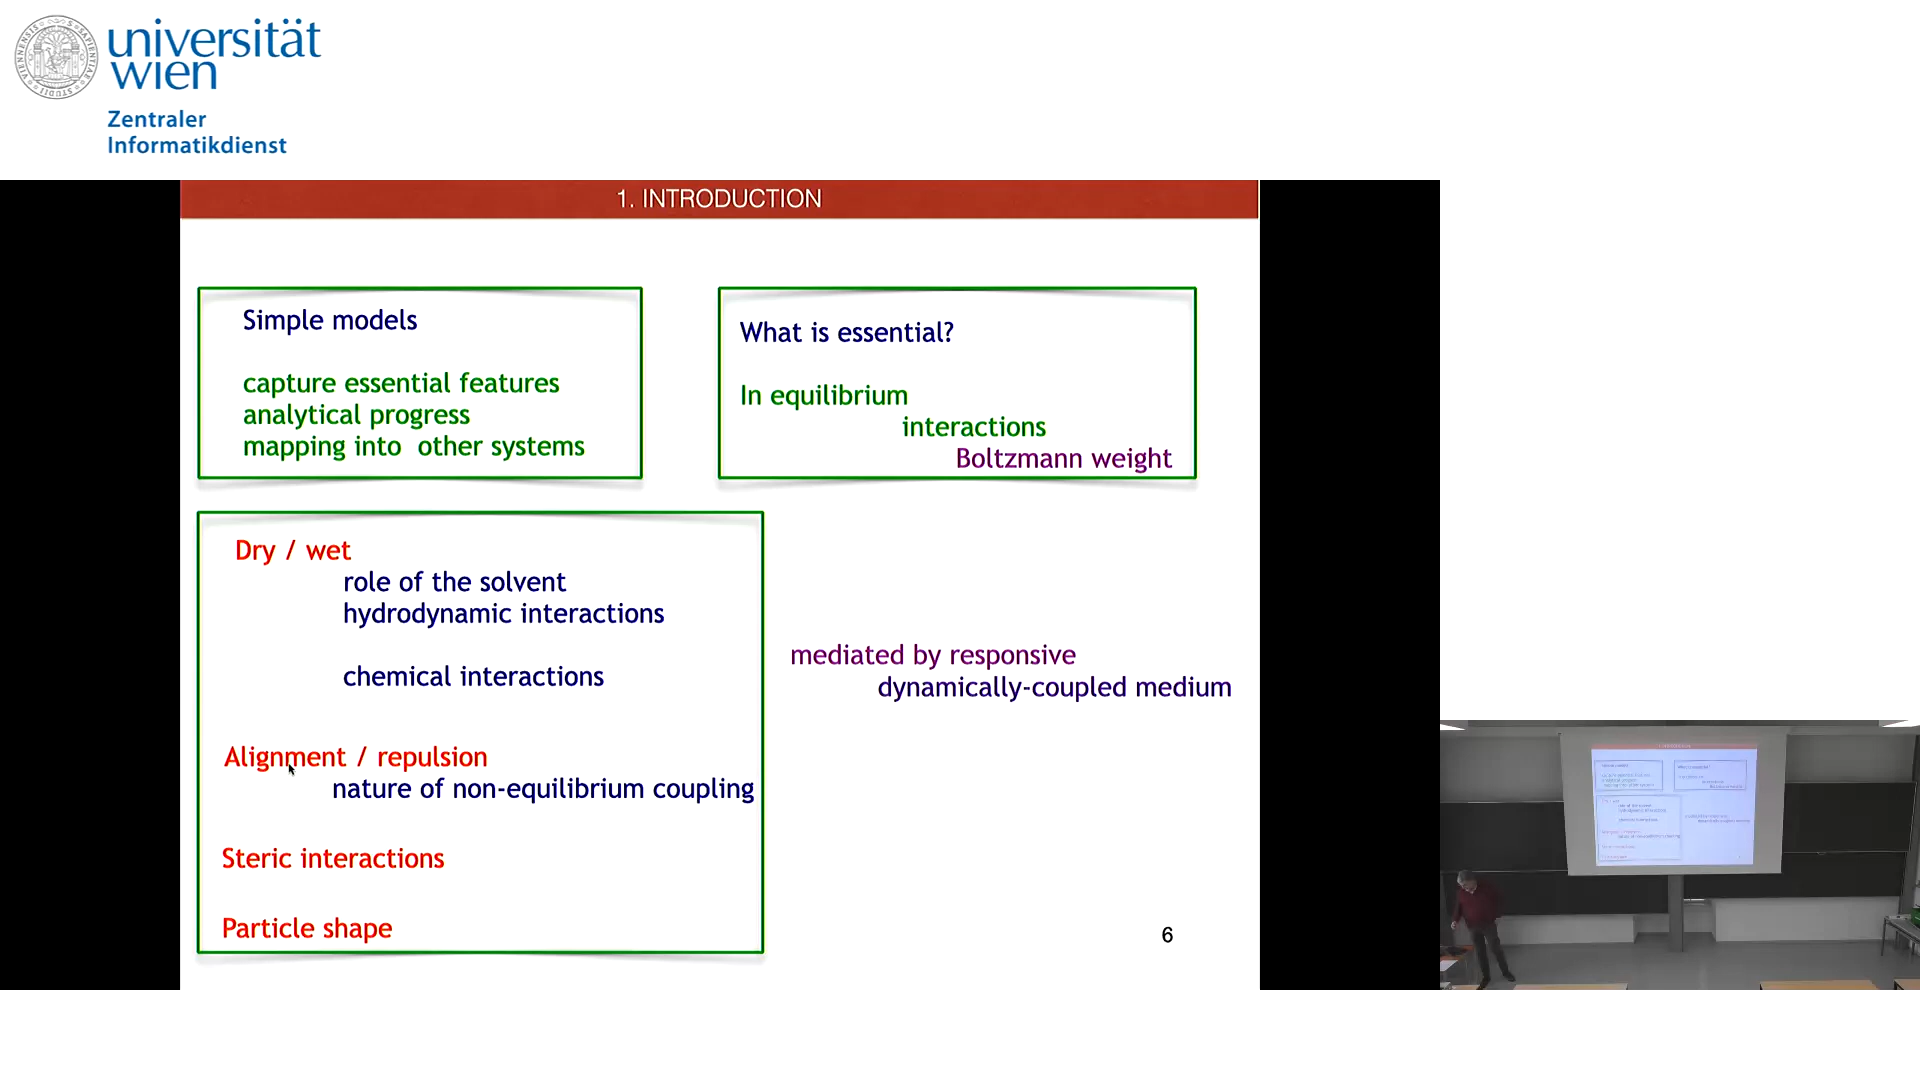 universität
wien
Zentraler
Informatikdienst
1. INTRODUCTION
Simple models
capture essential features
analytical progress
mapping into other systems
What is essential?
In equilibrium
interactions
Boltzmann weight
Dry / wet
role of the solvent
hydrodynamic interactions
chemical interactions
mediated by responsive
dynamically-coupled medium
Alignment / repulsion
nature of non-equilibrium coupling
Steric interactions
Particle shape
6